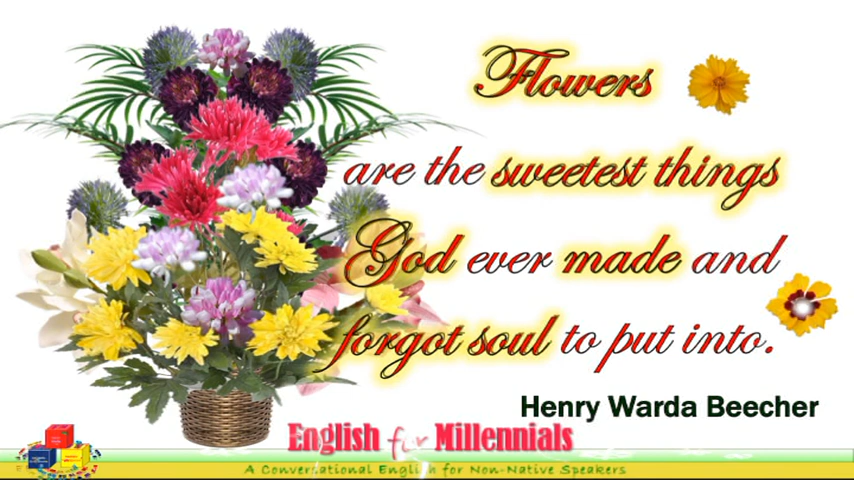 Flowers
are the sweetest things
God ever made and
forgot soul to put into.
Henry Warda Beecher
English for Millennials
A Conversational English for Non-Native Speakers